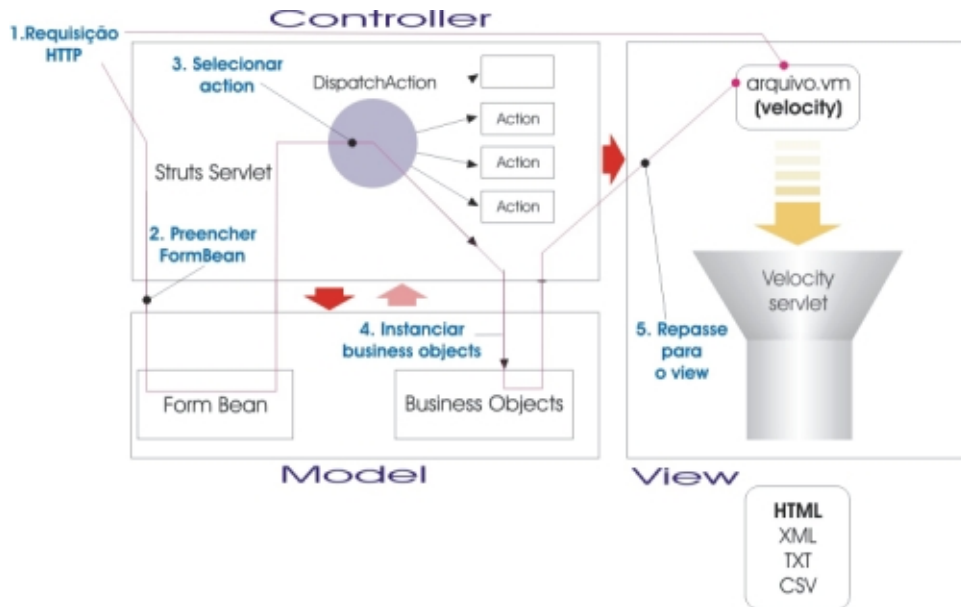 Controller
1.Requisição
HTTP
3. Selecionar
action
DispatchAction
Action
Action
Action
Struts Servlet
2. Preencher
FormBean
arquivo.vm
(velocity)
Velocity
servlet
4. Instanciar
business objects
5. Repasse
para
o view
Form Bean
Business Objects
Model
View
HTML
XML
TXT
CSV